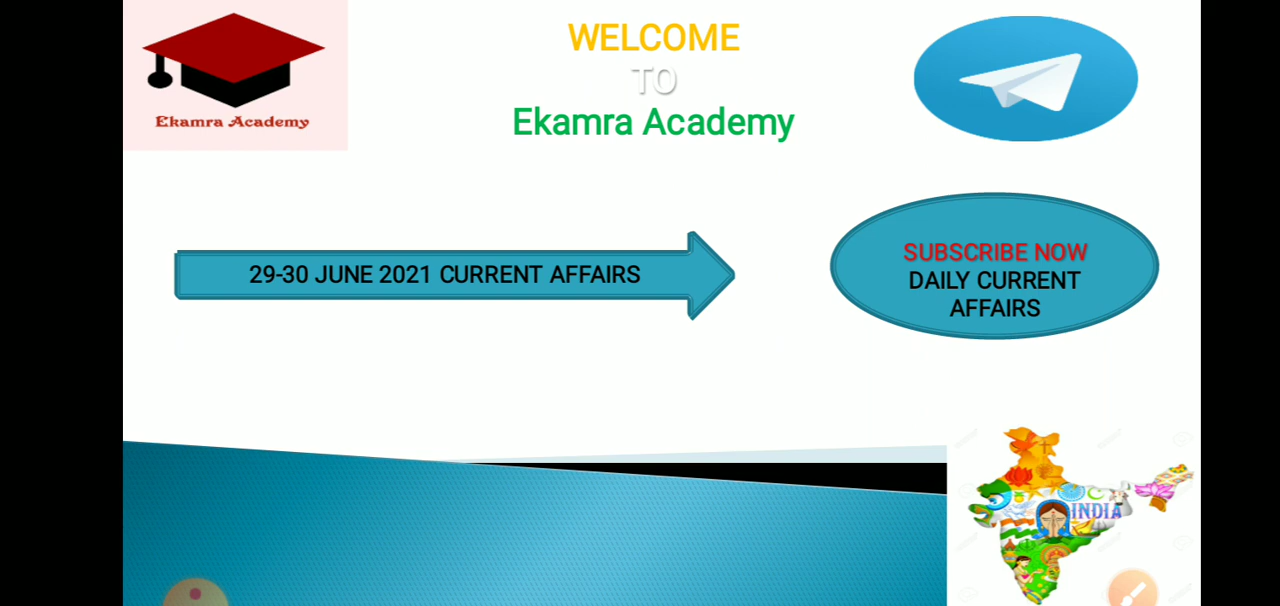 Ekamra Academy
WELCOME
TO
Ekamra Academy
29-30 JUNE 2021 CURRENT AFFAIRS
SUBSCRIBE NOW
DAILY CURRENT
AFFAIRS
INDIA